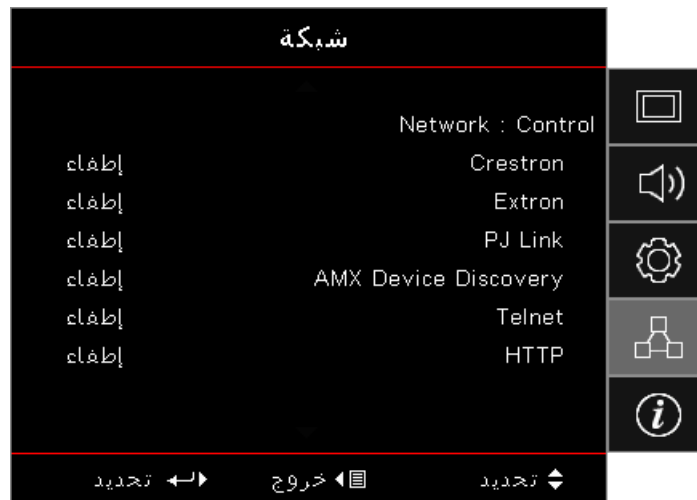 شبكة
Network : Control
Crestron إطفاء
Extron إطفاء
PJ Link إطفاء
AMX Device Discovery إطفاء
Telnet إطفاء
HTTP إطفاء
تحديد خروج تحديد